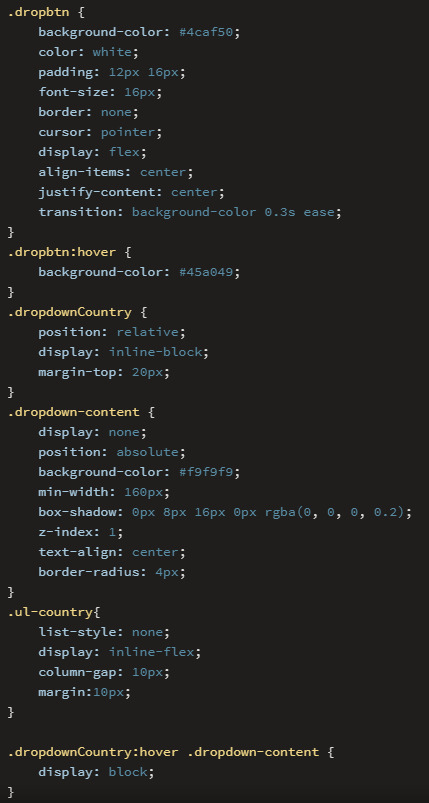 .dropbtn {
    background-color: #4caf50;
    color: white;
    padding: 12px 16px;
    font-size: 16px;
    border: none;
    cursor: pointer;
    display: flex;
    align-items: center;
    justify-content: center;
    transition: background-color 0.3s ease;
}
.dropbtn:hover {
    background-color: #45a049;
}
.dropdownCountry {
    position: relative;
    display: inline-block;
    margin-top: 20px;
}
.dropdown-content {
    display: none;
    position: absolute;
    background-color: #f9f9f9;
    min-width: 160px;
    box-shadow: 0px 8px 16px 0px rgba(0, 0, 0, 0.2);
    z-index: 1;
    text-align: center;
    border-radius: 4px;
}
.ul-country{
    list-style: none;
    display: inline-flex;
    column-gap: 10px;
    margin:10px;
}

.dropdownCountry:hover .dropdown-content {
    display: block;
}